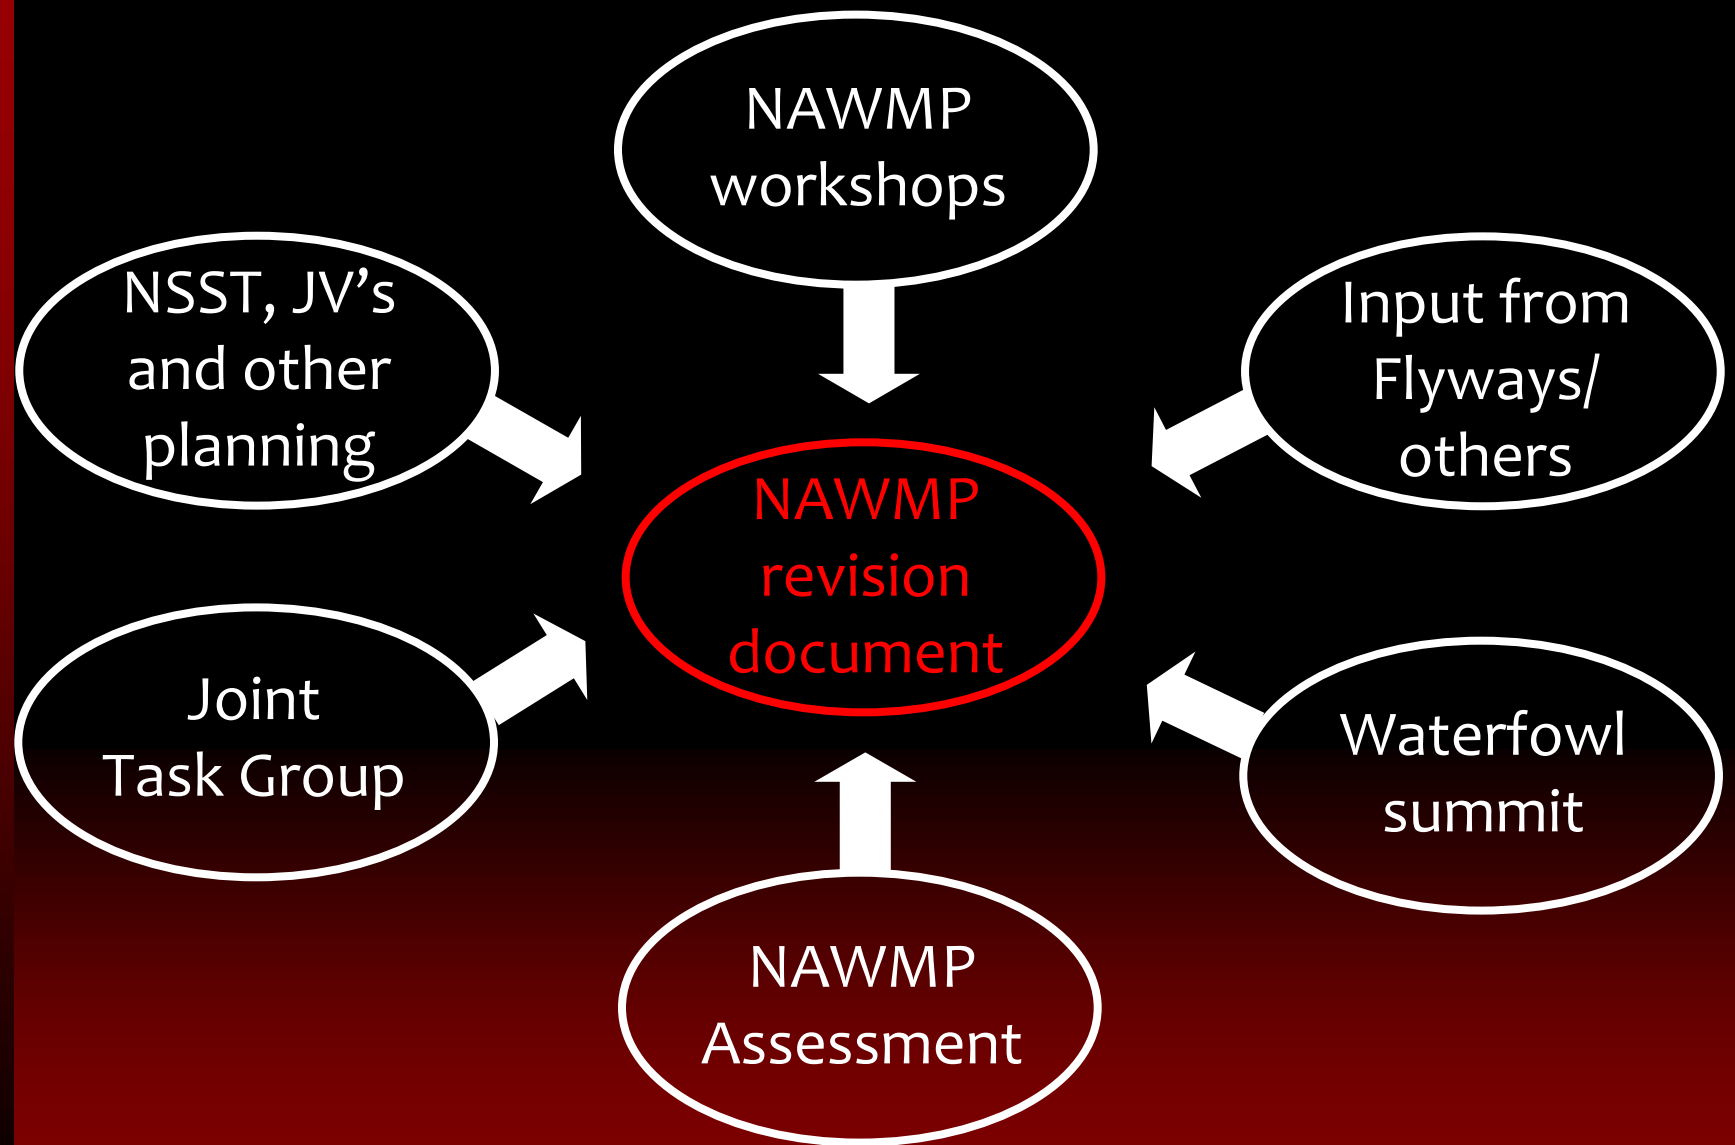 NAWMP
workshops
NSST, JV’s
and other
planning
Input from
Flyways/
others
NAWMP
revision
document
Joint
Task Group
Waterfowl
summit
NAWMP
Assessment